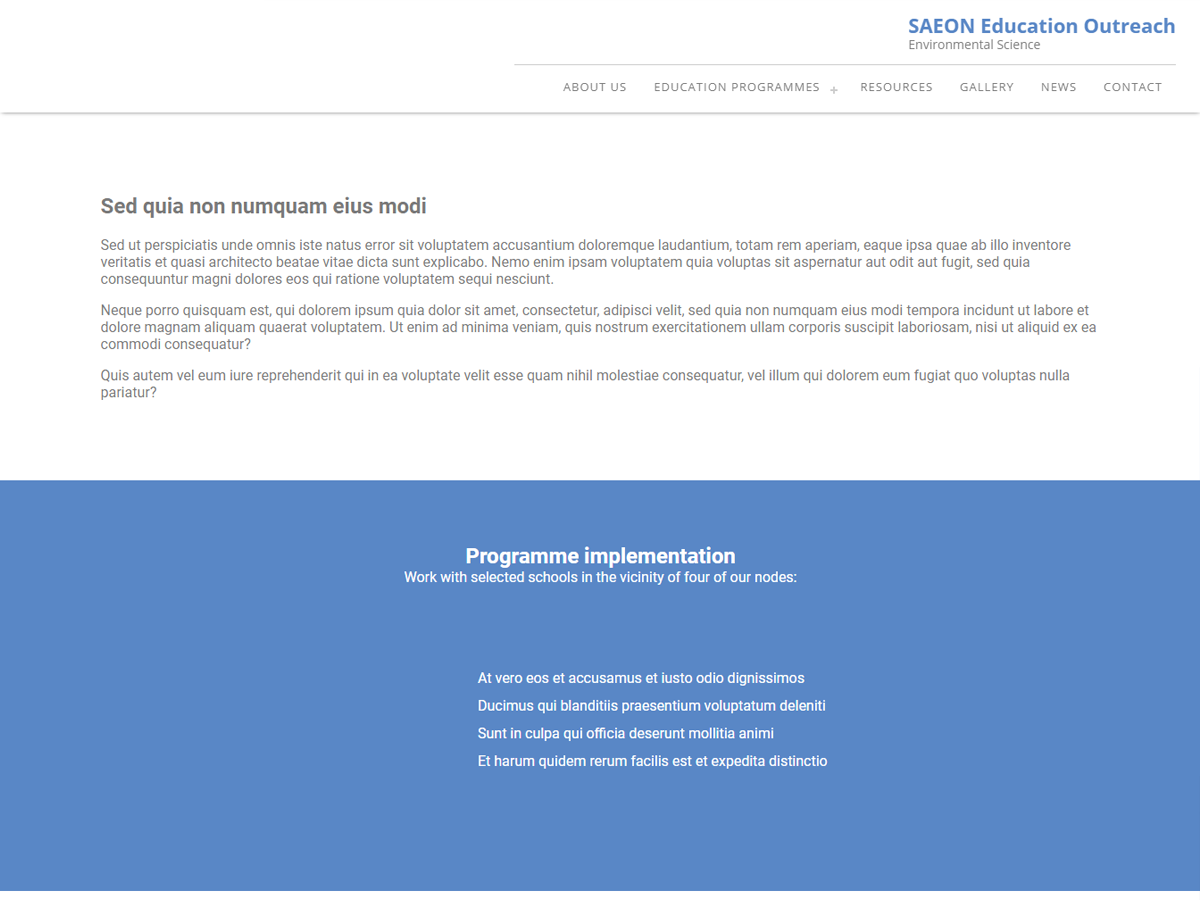 SAEON Education Outreach
Environmental Science
ABOUT US EDUCATION PROGRAMMES + RESOURCES GALLERY NEWS CONTACT
Sed quia non numquam eius modi
Sed ut perspiciatis unde omnis iste natus error sit voluptatem accusantium doloremque laudantium, totam rem aperiam, eaque ipsa quae ab illo inventore
veritatis et quasi architecto beatae vitae dicta sunt explicabo. Nemo enim ipsam voluptatem quia voluptas sit aspernatur aut odit aut fugit, sed quia
consequuntur magni dolores eos qui ratione voluptatem sequi nesciunt.
Neque porro quisquam est, qui dolorem ipsum quia dolor sit amet, consectetur, adipisci velit, sed quia non numquam eius modi tempora incidunt ut labore et
dolore magnam aliquam quaerat voluptatem. Ut enim ad minima veniam, quis nostrum exercitationem ullam corporis suscipit laboriosam, nisi ut aliquid ex ea
commodi consequatur?
Quis autem vel eum iure reprehenderit qui in ea voluptate velit esse quam nihil molestiae consequatur, vel illum qui dolorem eum fugiat quo voluptas nulla
pariatur?
Programme implementation
Work with selected schools in the vicinity of four of our nodes:
At vero eos et accusamus et iusto odio dignissimos
Ducimus qui blanditiis praesentium voluptatum deleniti
Sunt in culpa qui officia deserunt mollitia animi
Et harum quidem rerum facilis est et expedita distinctio